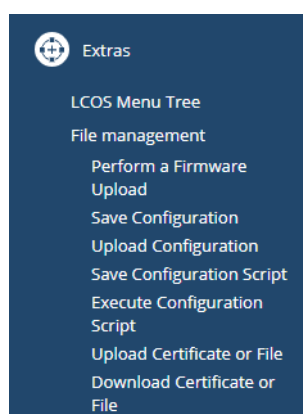 Extras
LCOS Menu Tree
File management
Perform a Firmware
Upload
Save Configuration
Upload Configuration
Save Configuration Script
Execute Configuration
Script
Upload Certificate or File
Download Certificate or
File